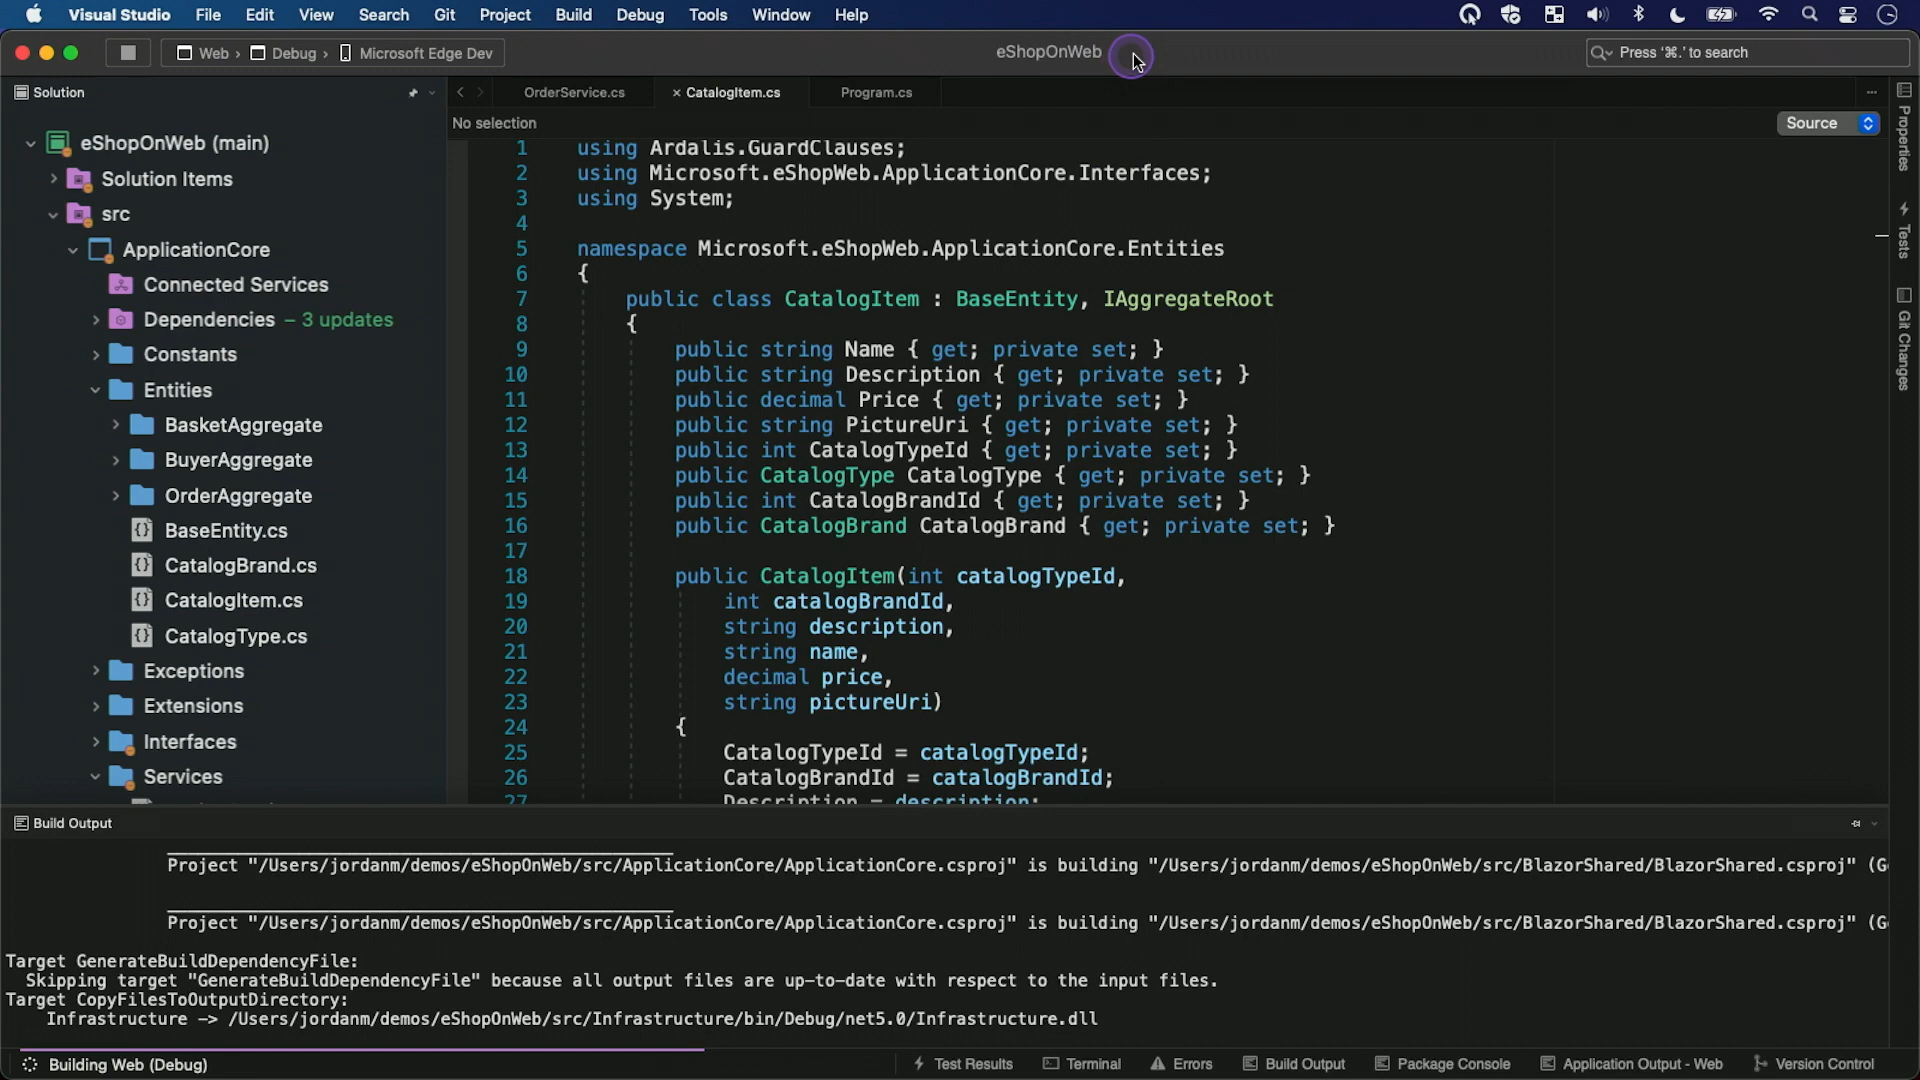 Visual Studio File Edit View Search Git Project Build Debug Tools Window Help
Web › Debug › Microsoft Edge Dev
eShopOnWeb
Press ‘⌘.’ to search
Solution
eShopOnWeb (main)
Solution Items
src
ApplicationCore
Connected Services
Dependencies – 3 updates
Constants
Entities
BasketAggregate
BuyerAggregate
OrderAggregate
BaseEntity.cs
CatalogBrand.cs
CatalogItem.cs
CatalogType.cs
Exceptions
Extensions
Interfaces
Services
OrderService.cs × CatalogItem.cs Program.cs
No selection
Source
1 using Ardalis.GuardClauses;
2 using Microsoft.eShopWeb.ApplicationCore.Interfaces;
3 using System;
4
5 namespace Microsoft.eShopWeb.ApplicationCore.Entities
6 {
7 public class CatalogItem : BaseEntity, IAggregateRoot
8 {
9 public string Name { get; private set; }
10 public string Description { get; private set; }
11 public decimal Price { get; private set; }
12 public string PictureUri { get; private set; }
13 public int CatalogTypeId { get; private set; }
14 public CatalogType CatalogType { get; private set; }
15 public int CatalogBrandId { get; private set; }
16 public CatalogBrand CatalogBrand { get; private set; }
17
18 public CatalogItem(int catalogTypeId,
19 int catalogBrandId,
20 string description,
21 string name,
22 decimal price,
23 string pictureUri)
24 {
25 CatalogTypeId = catalogTypeId;
26 CatalogBrandId = catalogBrandId;
27 Description = description;
Properties
Tests
Git Changes
Build Output
Project "/Users/jordanm/demos/eShopOnWeb/src/ApplicationCore/ApplicationCore.csproj" is building "/Users/jordanm/demos/eShopOnWeb/src/BlazorShared/BlazorShared.csproj" (G
Project "/Users/jordanm/demos/eShopOnWeb/src/ApplicationCore/ApplicationCore.csproj" is building "/Users/jordanm/demos/eShopOnWeb/src/BlazorShared/BlazorShared.csproj" (G
Target GenerateBuildDependencyFile:
Skipping target "GenerateBuildDependencyFile" because all output files are up-to-date with respect to the input files.
Target CopyFilesToOutputDirectory:
Infrastructure -> /Users/jordanm/demos/eShopOnWeb/src/Infrastructure/bin/Debug/net5.0/Infrastructure.dll
Building Web (Debug)
Test Results Terminal Errors Build Output Package Console Application Output - Web Version Control